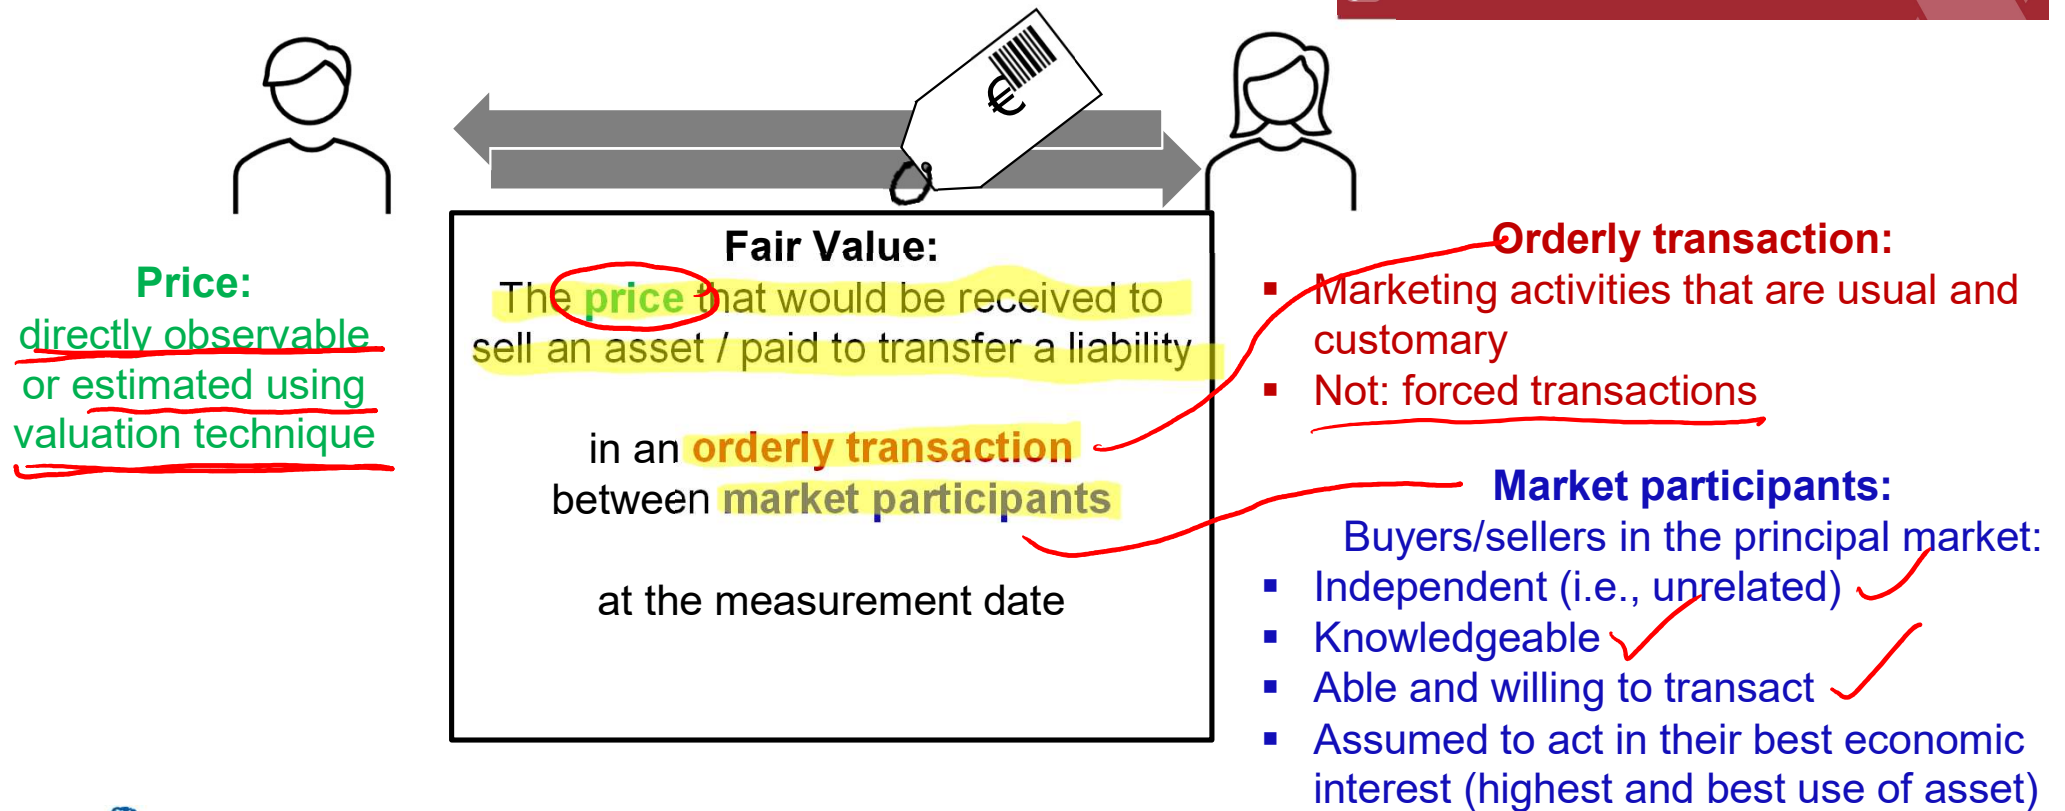 €
Price:
directly observable
or estimated using
valuation technique
Fair Value:
The price that would be received to
sell an asset / paid to transfer a liability
in an orderly transaction
between market participants
at the measurement date
Orderly transaction:
▪ Marketing activities that are usual and
customary
▪ Not: forced transactions
Market participants:
Buyers/sellers in the principal market:
▪ Independent (i.e., unrelated)
▪ Knowledgeable
▪ Able and willing to transact
▪ Assumed to act in their best economic
interest (highest and best use of asset)